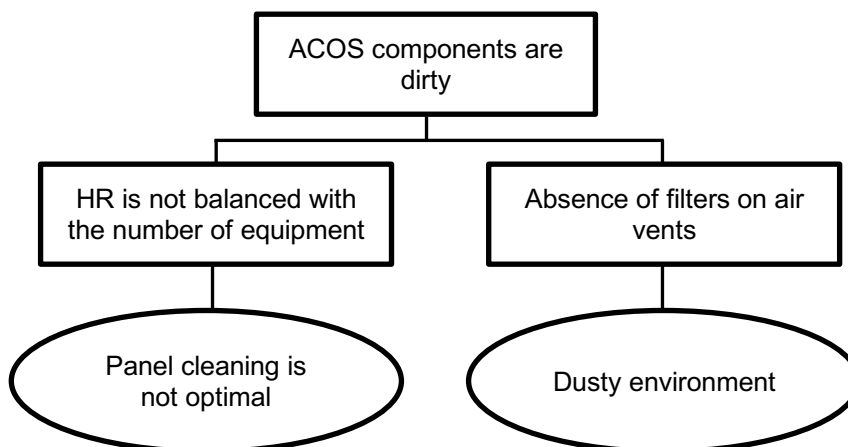 ACOS components are
dirty
HR is not balanced with
the number of equipment
Absence of filters on air
vents
Panel cleaning is
not optimal
Dusty environment